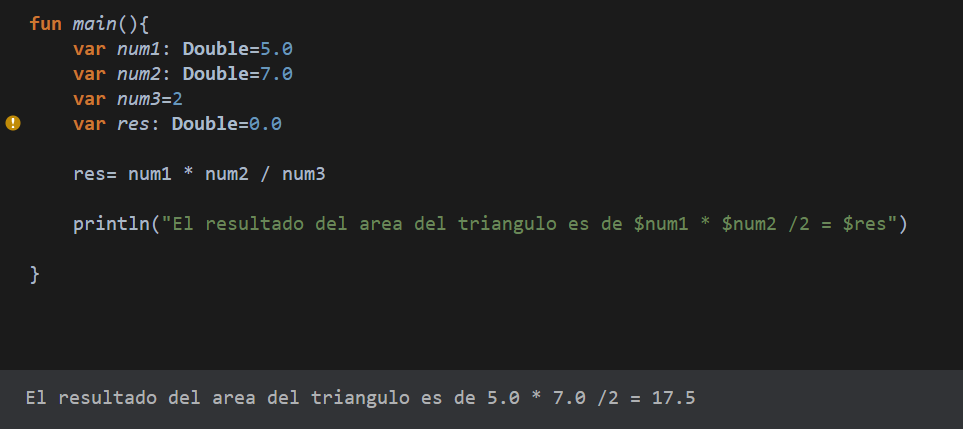 fun main(){
var num1: Double=5.0
var num2: Double=7.0
var num3=2
var res: Double=0.0
res= num1 * num2 / num3
println("El resultado del area del triangulo es de $num1 * $num2 /2 = $res")
}
El resultado del area del triangulo es de 5.0 * 7.0 /2 = 17.5